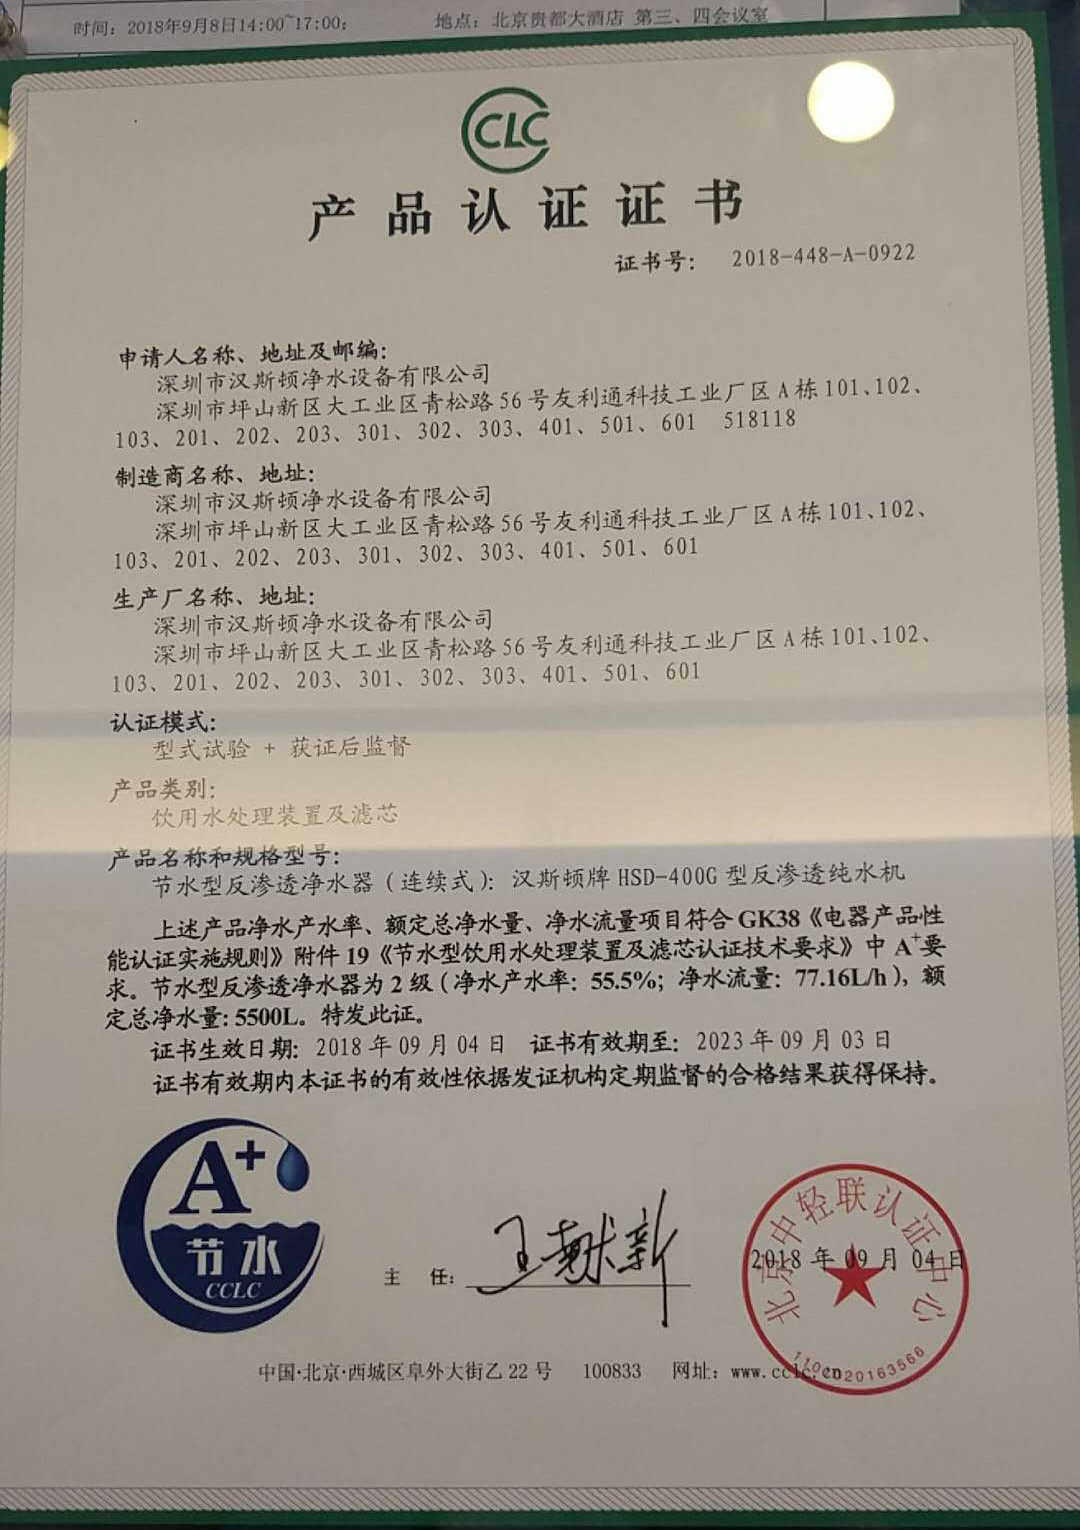 时间：2018年9月8日14:00~17:00；
地点：北京贵都大酒店 第三、四会议室
CLC
产品认证证书
证书号： 2018-448-A-0922
申请人名称、地址及邮编：
深圳市汉斯顿净水设备有限公司
深圳市坪山新区大工业区青松路56号友利通科技工业厂区A栋101、102、
103、201、202、203、301、302、303、401、501、601 518118
制造商名称、地址：
深圳市汉斯顿净水设备有限公司
深圳市坪山新区大工业区青松路56号友利通科技工业厂区A栋101、102、
103、201、202、203、301、302、303、401、501、601
生产厂名称、地址：
深圳市汉斯顿净水设备有限公司
深圳市坪山新区大工业区青松路56号友利通科技工业厂区A栋101、102、
103、201、202、203、301、302、303、401、501、601
认证模式：
型式试验 + 获证后监督
产品类别：
饮用水处理装置及滤芯
产品名称和规格型号：
节水型反渗透净水器（连续式）：汉斯顿牌HSD-400G型反渗透纯水机
上述产品净水产水率、额定总净水量、净水流量项目符合GK38《电器产品性
能认证实施规则》附件19《节水型饮用水处理装置及滤芯认证技术要求》中A+要
求。节水型反渗透净水器为2级（净水产水率：55.5%；净水流量：77.16L/h），额
定总净水量：5500L。特发此证。
证书生效日期：2018年09月04日 证书有效期至：2023年09月03日
证书有效期内本证书的有效性依据发证机构定期监督的合格结果获得保持。
A+
节水
CCLC
主 任：王献新
北京中轻联认证中心
2018年09月04日
1101020163566
中国·北京·西城区阜外大街乙22号 100833 网址：www.cclc.cn